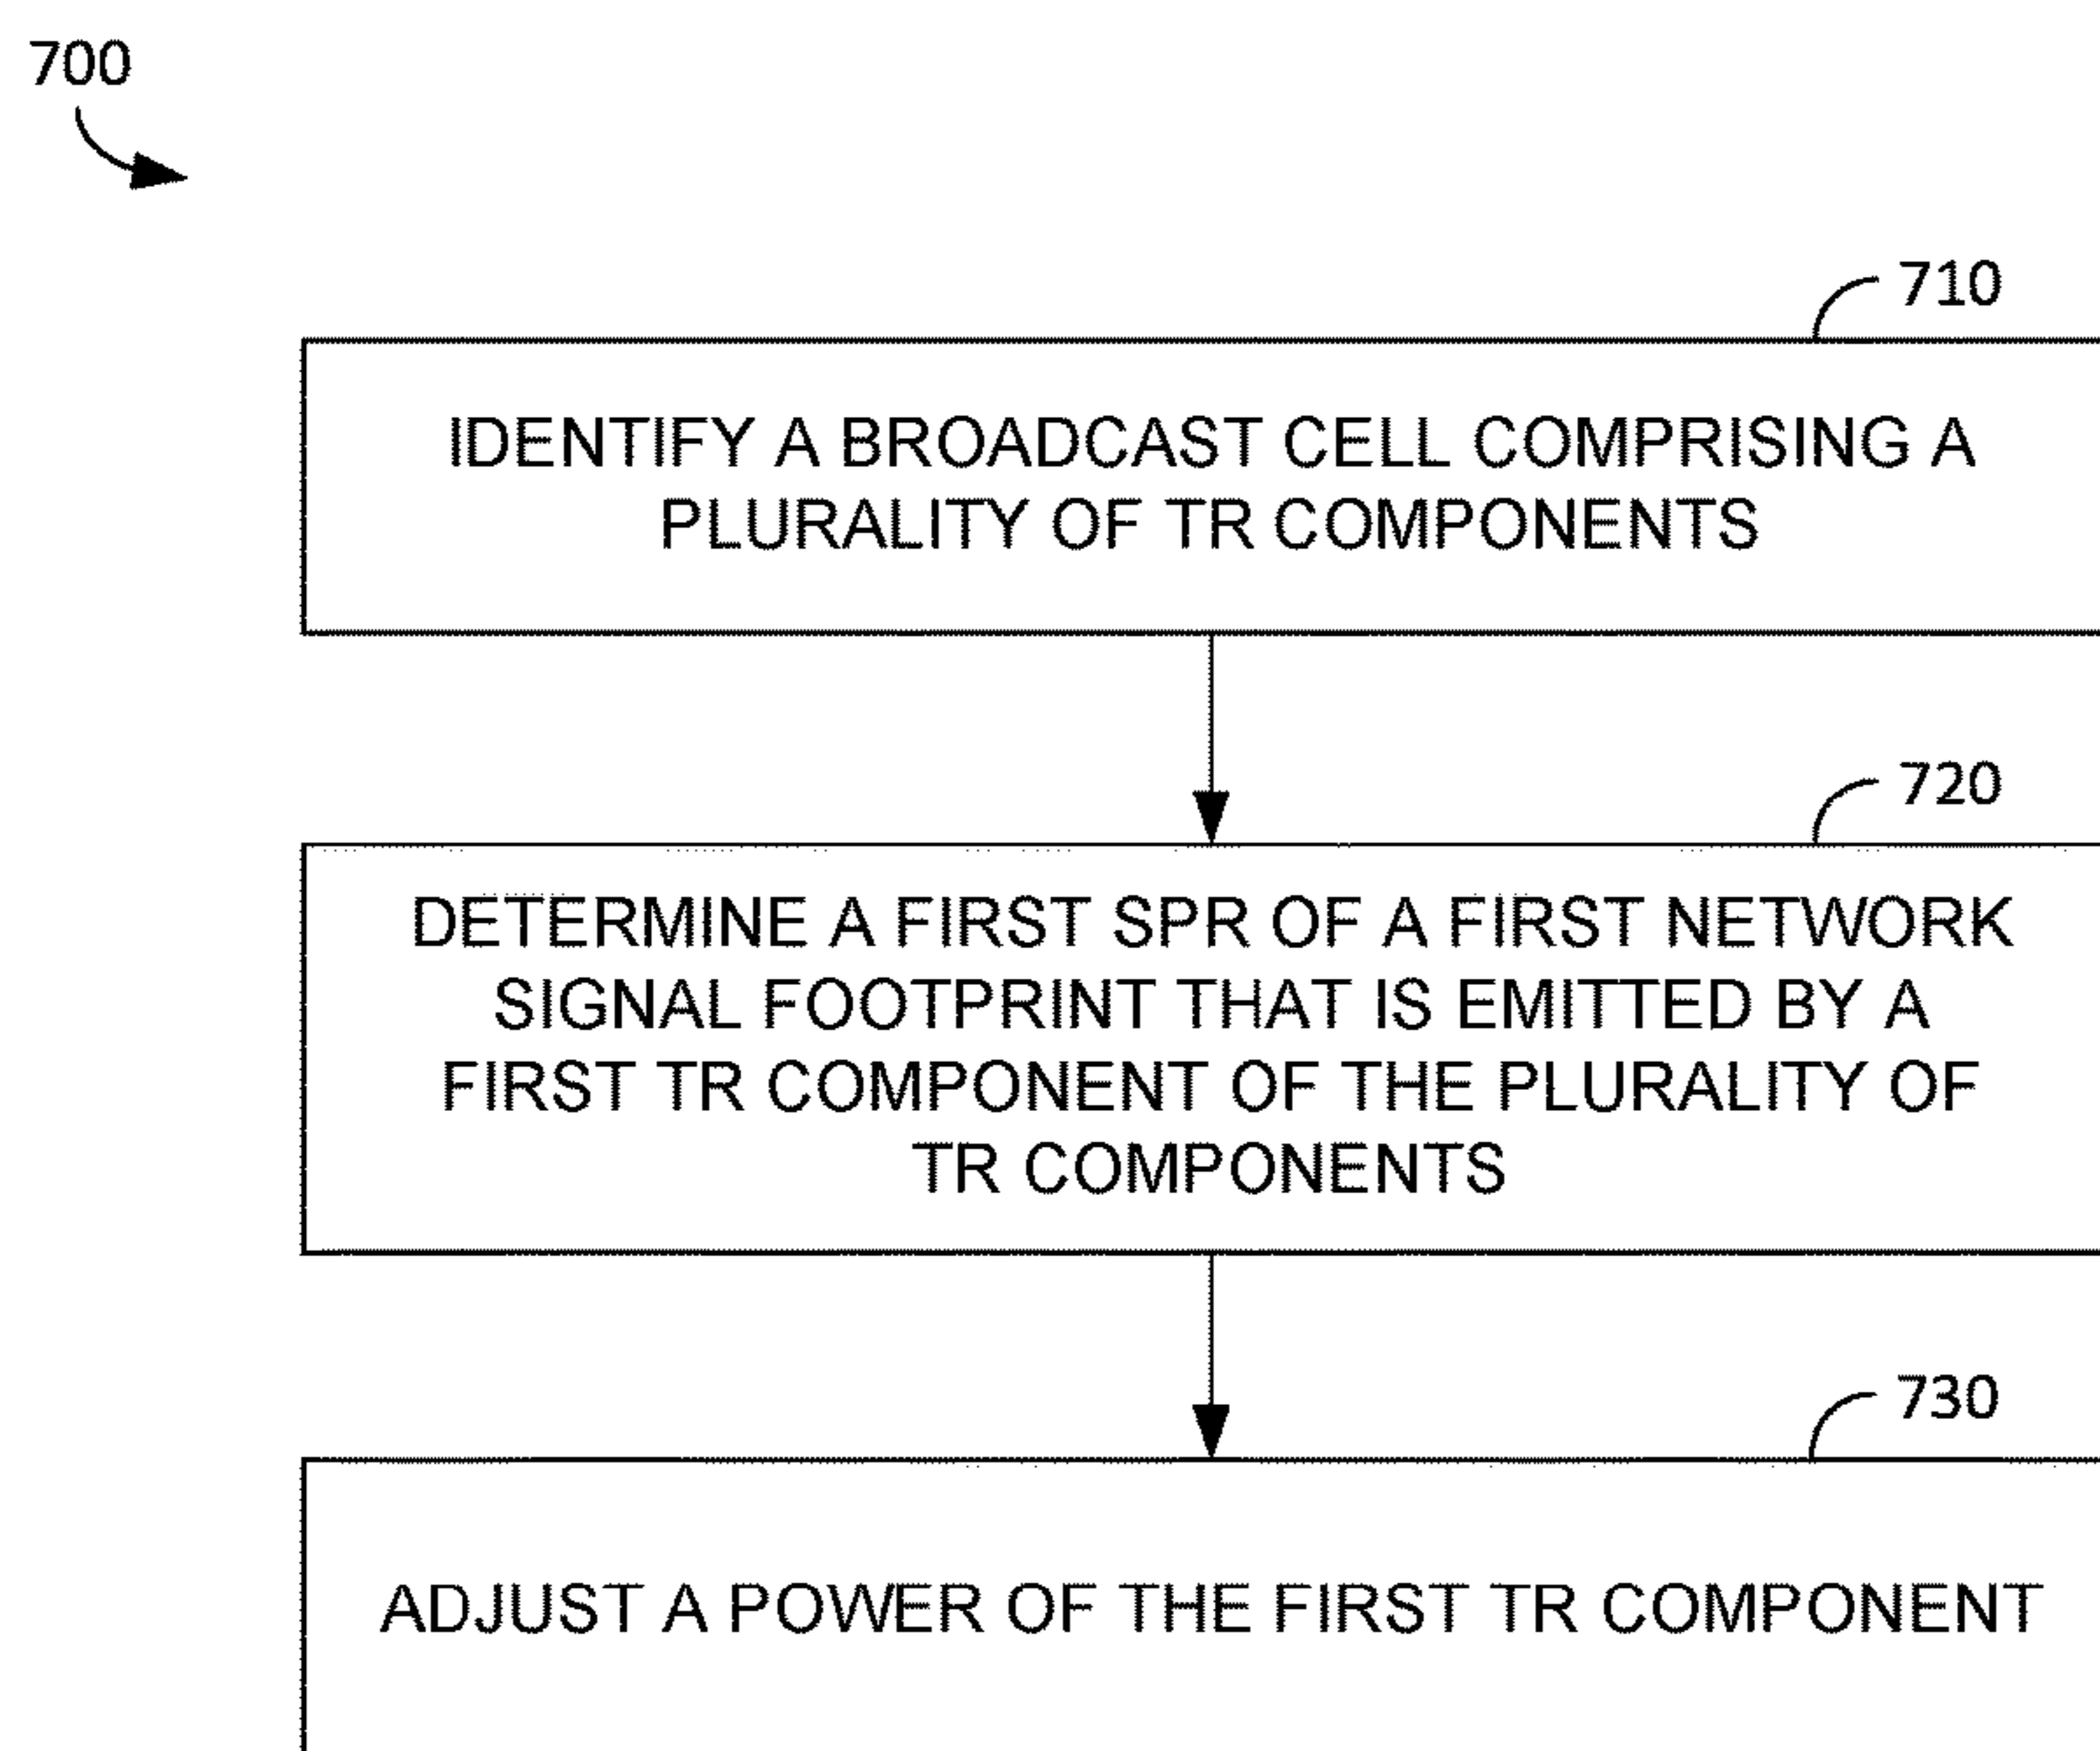 700
710
IDENTIFY A BROADCAST CELL COMPRISING A
PLURALITY OF TR COMPONENTS
720
DETERMINE A FIRST SPR OF A FIRST NETWORK
SIGNAL FOOTPRINT THAT IS EMITTED BY A
FIRST TR COMPONENT OF THE PLURALITY OF
TR COMPONENTS
730
ADJUST A POWER OF THE FIRST TR COMPONENT